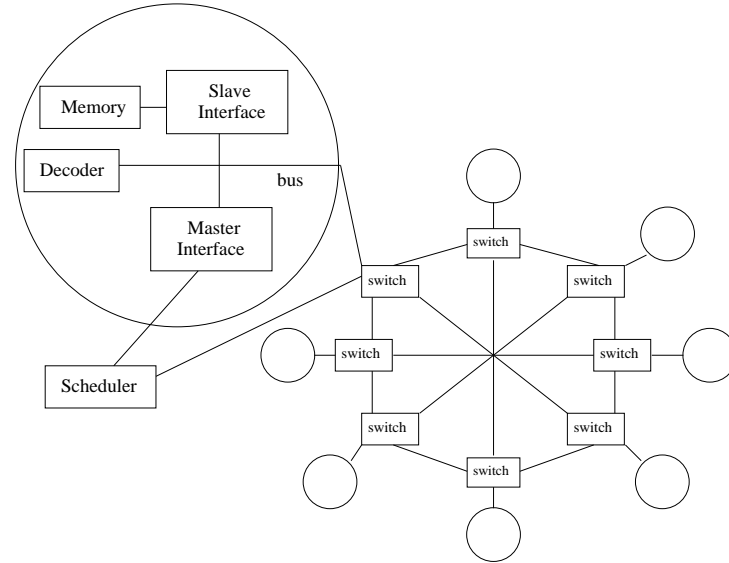 Slave
Interface
Memory
Decoder
bus
Master
Interface
switch
switch
switch
Scheduler
switch
switch
switch
switch
switch